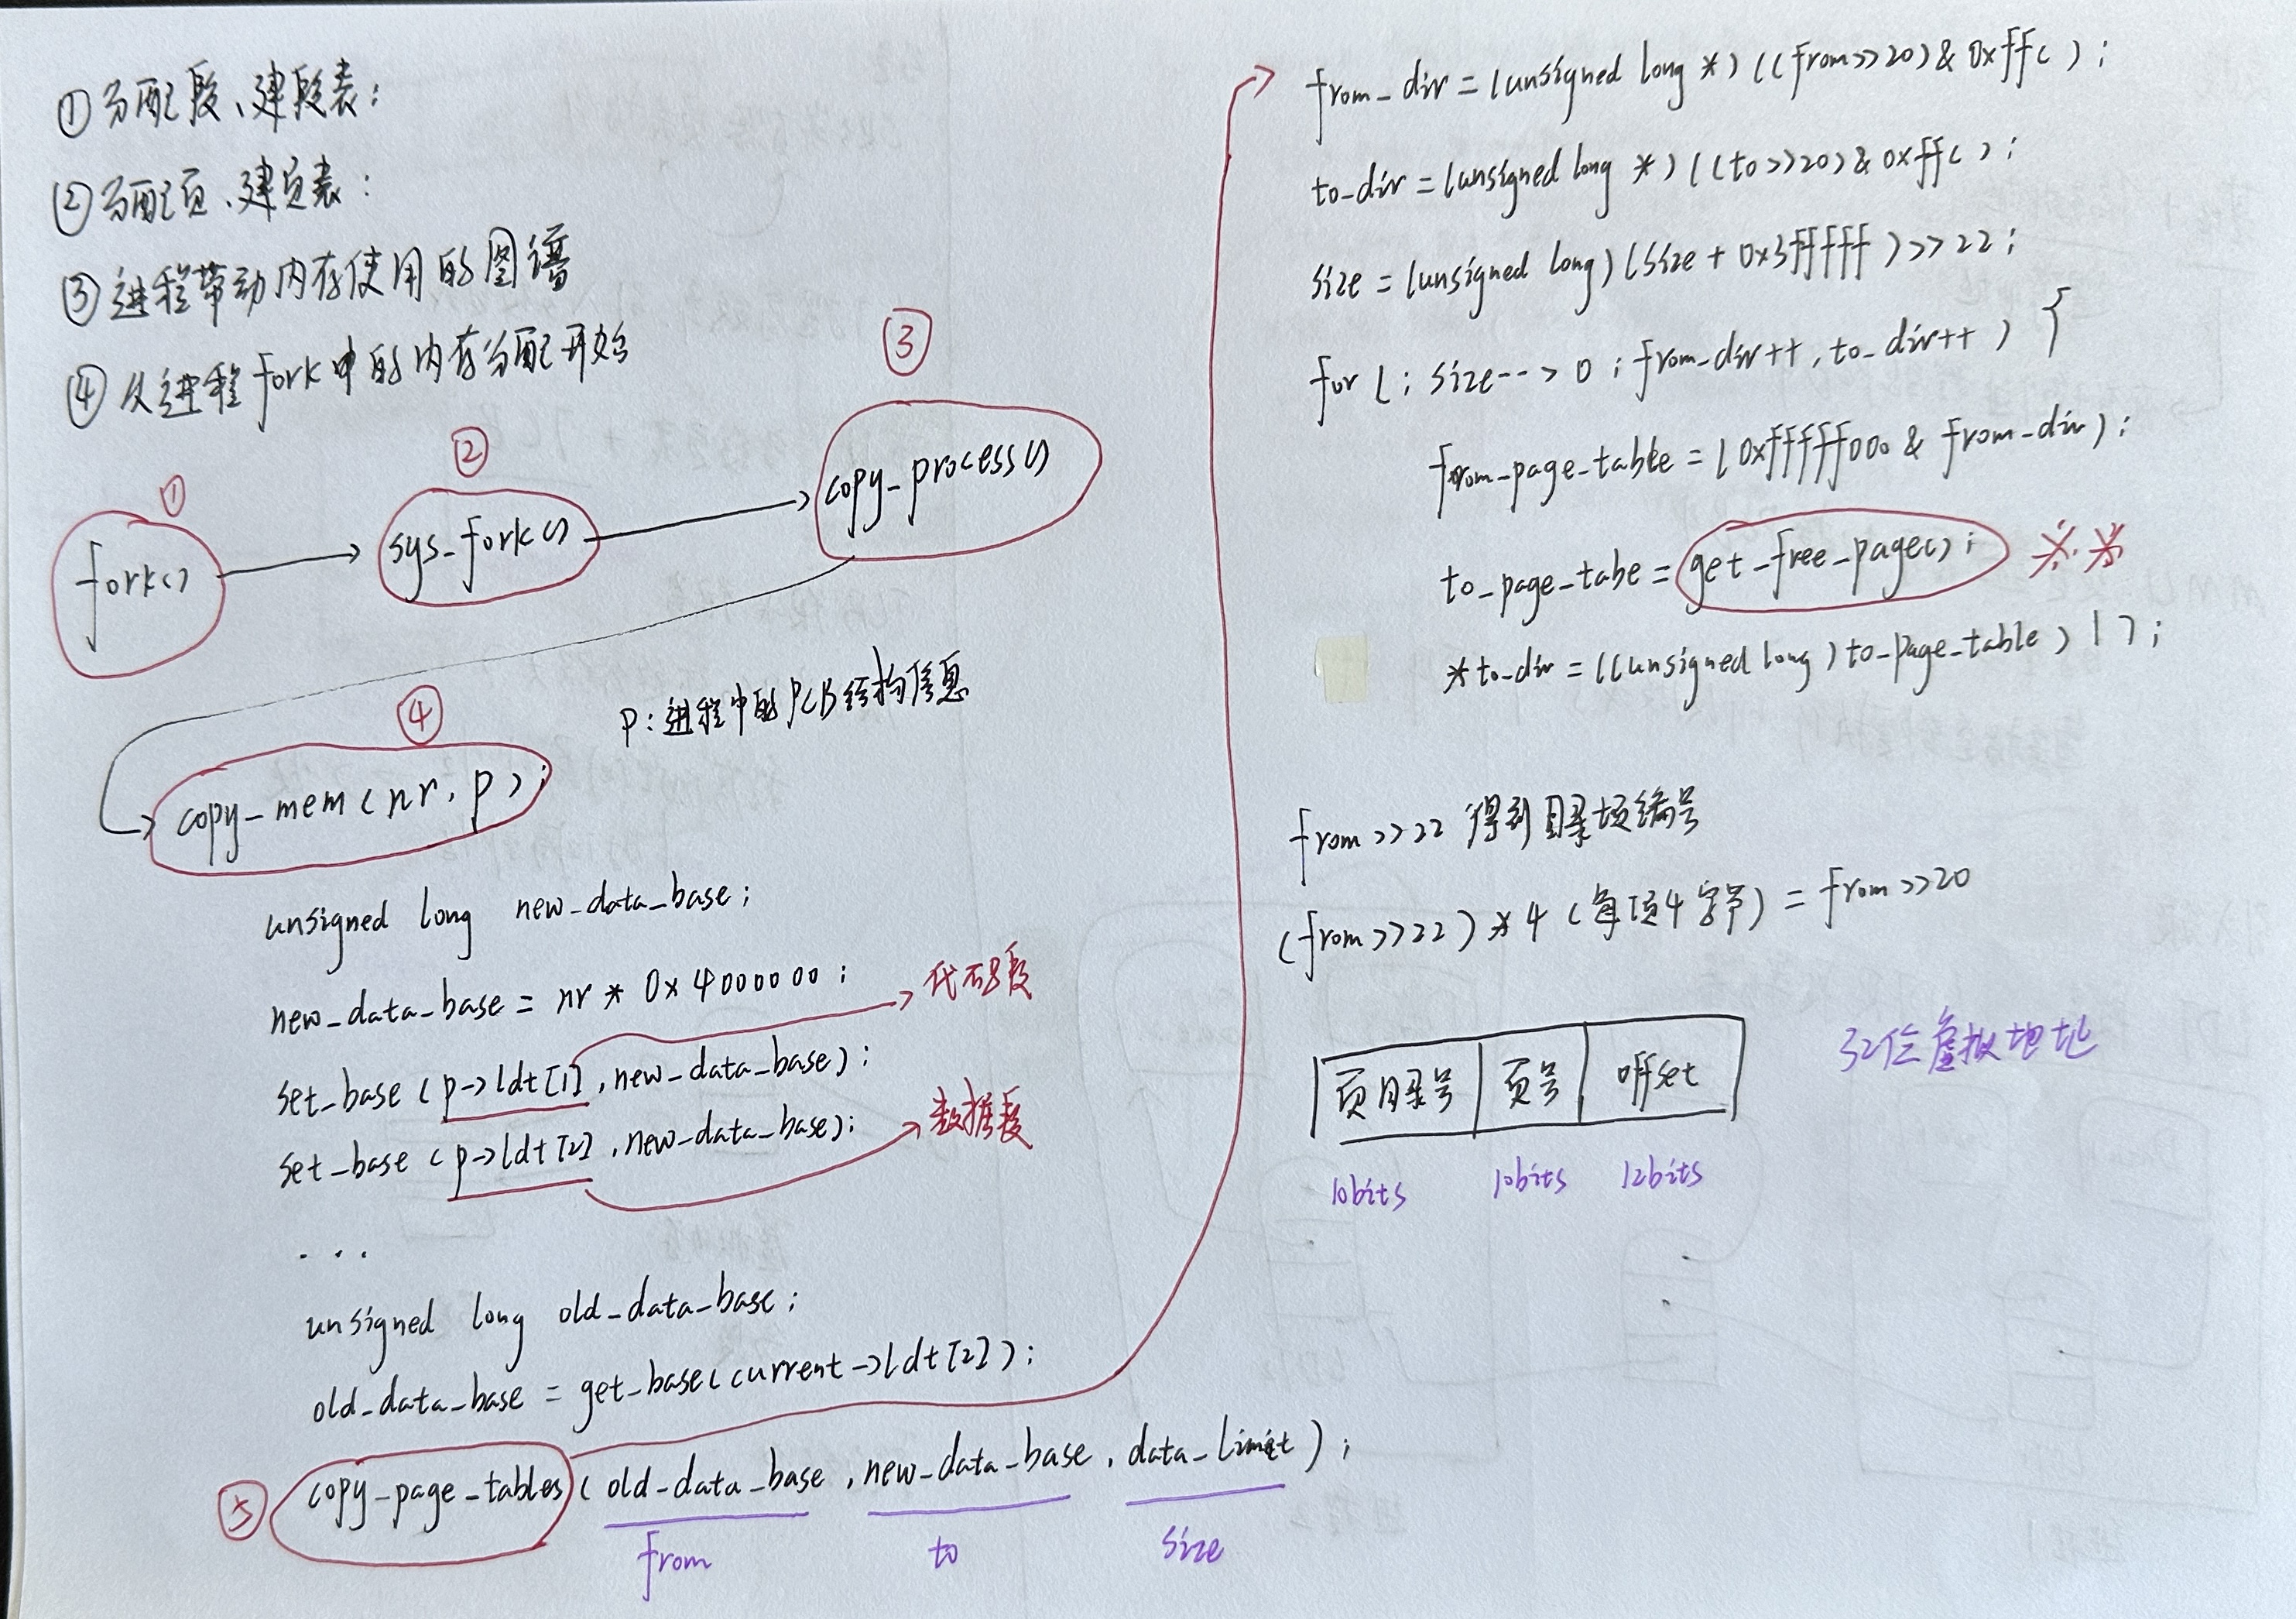 ①分配段、建段表:
②分配页、建页表:
③进程带动内存使用的图谱
④从进程fork中的内存分配开始
①
fork()
②
sys_fork()
③
copy_process()
④
copy_mem(nr, p);
p:进程中的PCB结构信息
unsigned long new_data_base;
new_data_base = nr * 0x4000000;
代码段
set_base (p->ldt[1], new_data_base);
set_base (p->ldt[2], new_data_base);
数据段
...
unsigned long old_data_base;
old_data_base = get_base(current->ldt[2]);
⑤ copy_page_tables(old_data_base, new_data_base, data_limit);
from to size
from_dir = (unsigned long *)((from>>20)&0xffc);
to_dir = (unsigned long *)((to>>20)&0xffc);
size = (unsigned long)(size + 0x3fffff)>>22;
for (; size-->0; from_dir++, to_dir++) {
from_page_table = (0xfffff000 & from_dir);
to_page_tabe = get_free_page(); ※※
*to_dir = ((unsigned long)to_page_table)|7;
from>>22 得到目录项编号
(from>>22)*4(每项4字节)=from>>20
页目录号 页号 offset
32位虚拟地址
10bits 10bits 12bits